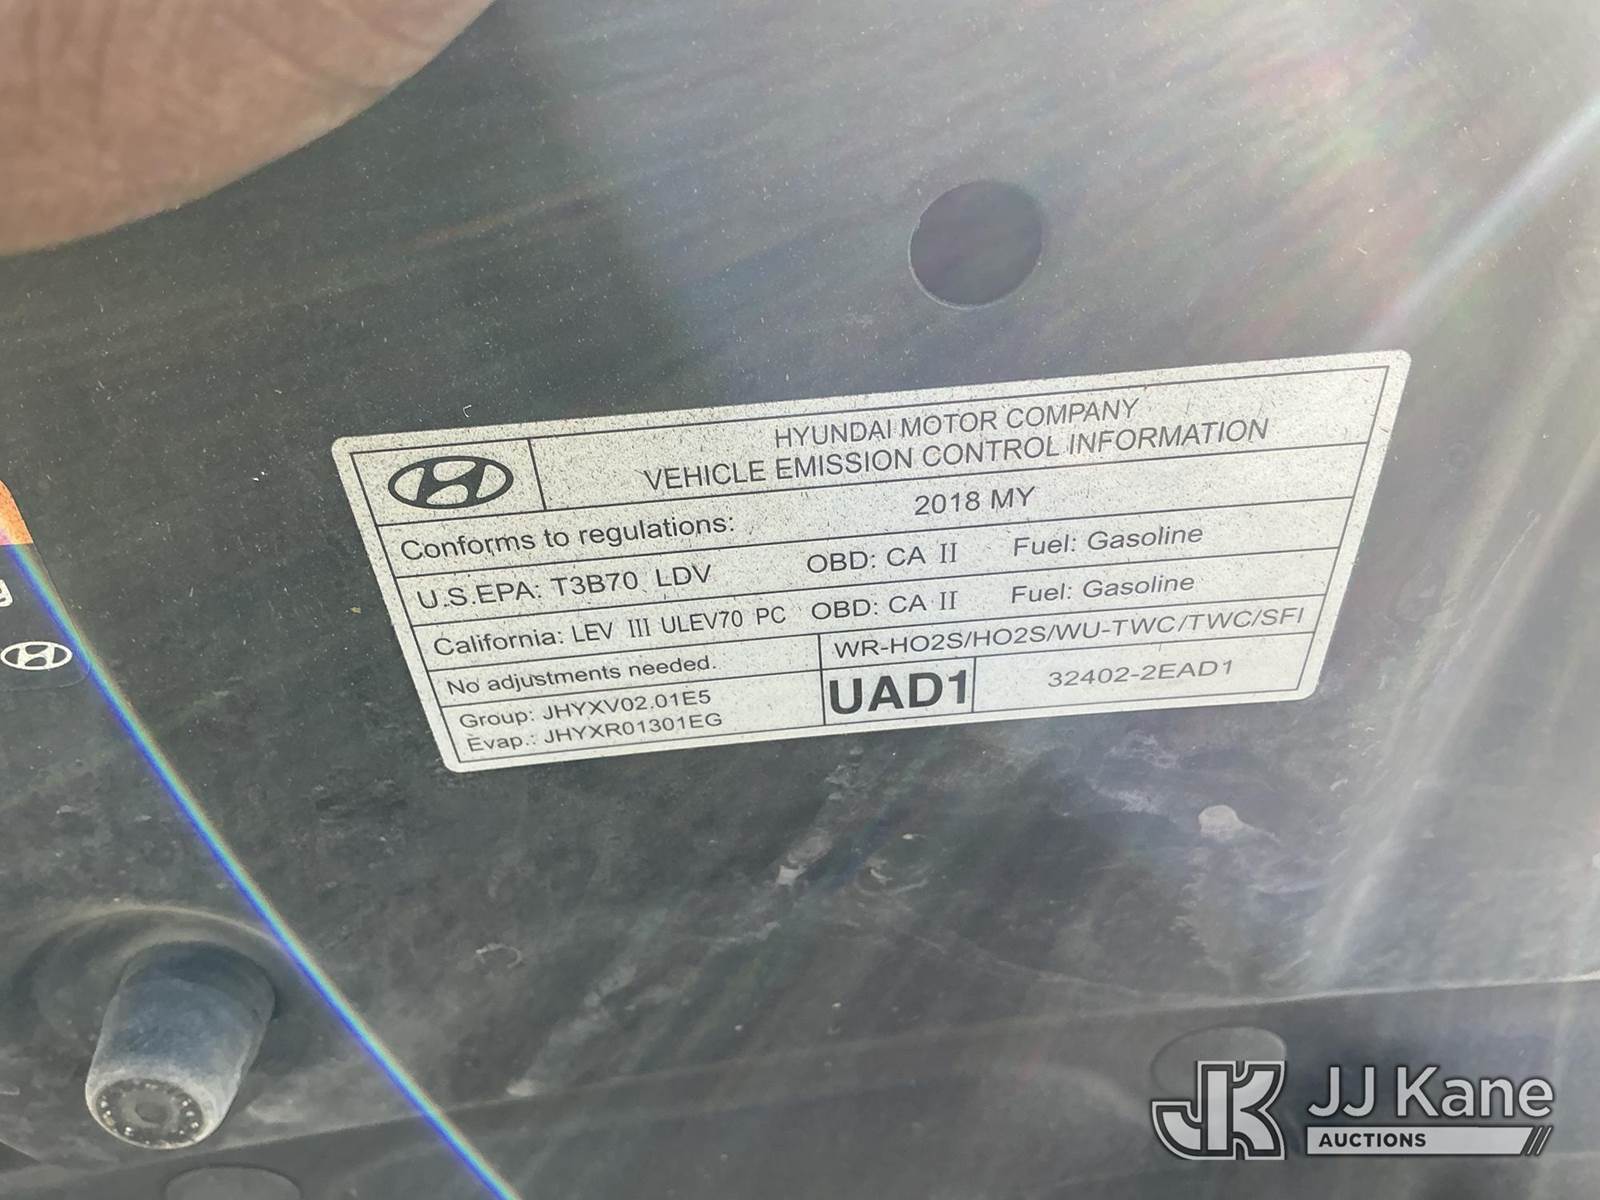 HYUNDAI MOTOR COMPANY
VEHICLE EMISSION CONTROL INFORMATION
Conforms to regulations: 2018 MY
U.S.EPA: T3B70 LDV OBD: CA II Fuel: Gasoline
California: LEV III ULEV70 PC OBD: CA II Fuel: Gasoline
No adjustments needed. WR-HO2S/HO2S/WU-TWC/TWC/SFI
Group: JHYXV02.01E5
Evap.: JHYXR01301EG
UAD1 32402-2EAD1
JK JJ Kane
AUCTIONS